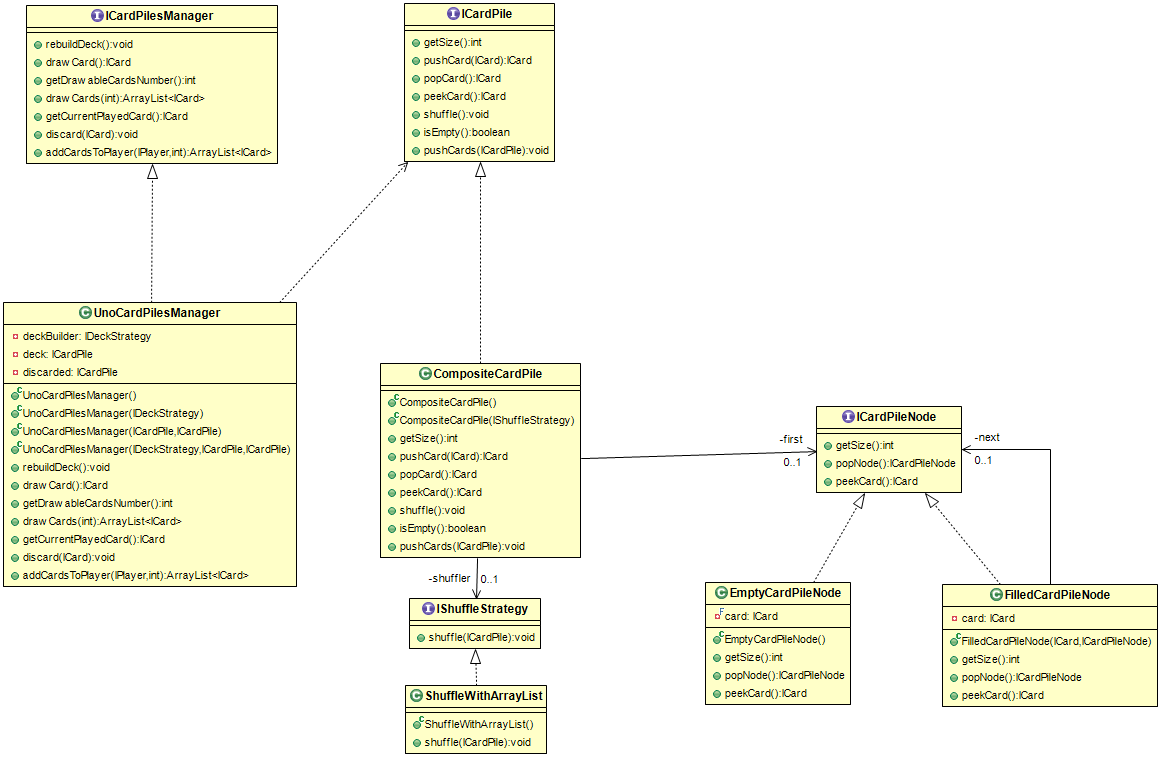 ICardPilesManager
rebuildDeck():void
draw Card():ICard
getDraw ableCardsNumber():int
draw Cards(int):ArrayList<ICard>
getCurrentPlayedCard():ICard
discard(ICard):void
addCardsToPlayer(IPlayer,int):ArrayList<ICard>
ICardPile
getSize():int
pushCard(ICard):ICard
popCard():ICard
peekCard():ICard
shuffle():void
isEmpty():boolean
pushCards(ICardPile):void
UnoCardPilesManager
deckBuilder: IDeckStrategy
deck: ICardPile
discarded: ICardPile
UnoCardPilesManager()
UnoCardPilesManager(IDeckStrategy)
UnoCardPilesManager(ICardPile,ICardPile)
UnoCardPilesManager(IDeckStrategy,ICardPile,ICardPile)
rebuildDeck():void
draw Card():ICard
getDraw ableCardsNumber():int
draw Cards(int):ArrayList<ICard>
getCurrentPlayedCard():ICard
discard(ICard):void
addCardsToPlayer(IPlayer,int):ArrayList<ICard>
CompositeCardPile
CompositeCardPile()
CompositeCardPile(IShuffleStrategy)
getSize():int
pushCard(ICard):ICard
popCard():ICard
peekCard():ICard
shuffle():void
isEmpty():boolean
pushCards(ICardPile):void
-first
0..1
ICardPileNode
getSize():int
popNode():ICardPileNode
peekCard():ICard
-next
0..1
-shuffler 0..1
IShuffleStrategy
shuffle(ICardPile):void
ShuffleWithArrayList
ShuffleWithArrayList()
shuffle(ICardPile):void
EmptyCardPileNode
card: ICard
EmptyCardPileNode()
getSize():int
popNode():ICardPileNode
peekCard():ICard
FilledCardPileNode
card: ICard
FilledCardPileNode(ICard,ICardPileNode)
getSize():int
popNode():ICardPileNode
peekCard():ICard